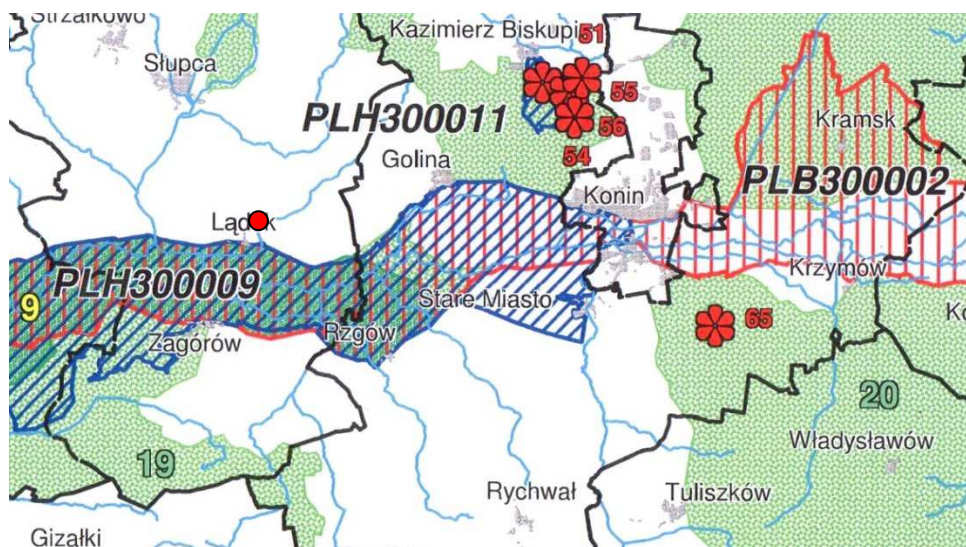 Strzałkowo
Kazimierz Biskupi
51
Słupca
55
PLH300011
56
Kramsk
54
Golina
PLB300002
Konin
Krzymów
PLH300009
9
Stare Miasto
Rzgów
Zagórów
65
20
19
Władysławów
Rychwał
Tuliszków
Gizałki